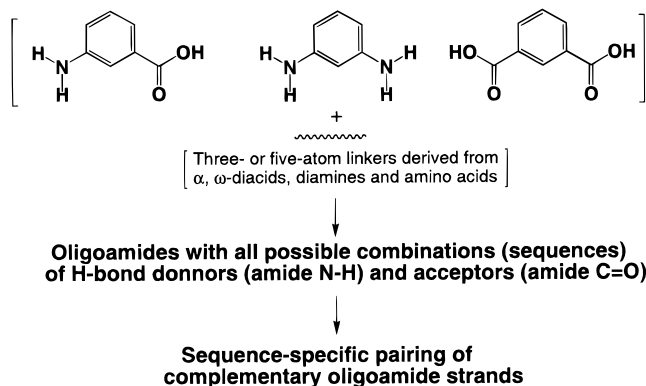 H N H OH O
H N H H N H
HO O OH O
+
Three- or five-atom linkers derived from
α, ω-diacids, diamines and amino acids
Oligoamides with all possible combinations (sequences)
of H-bond donnors (amide N-H) and acceptors (amide C=O)
Sequence-specific pairing of
complementary oligoamide strands